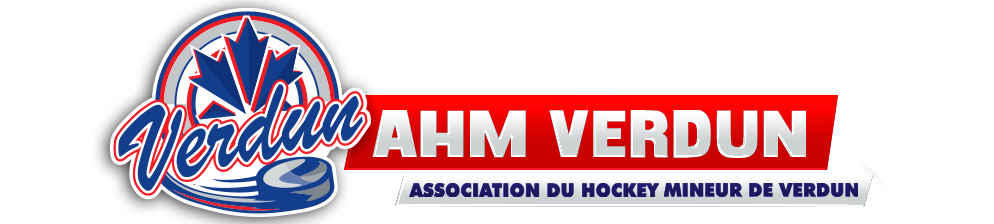 Verdun
AHM VERDUN
ASSOCIATION DU HOCKEY MINEUR DE VERDUN